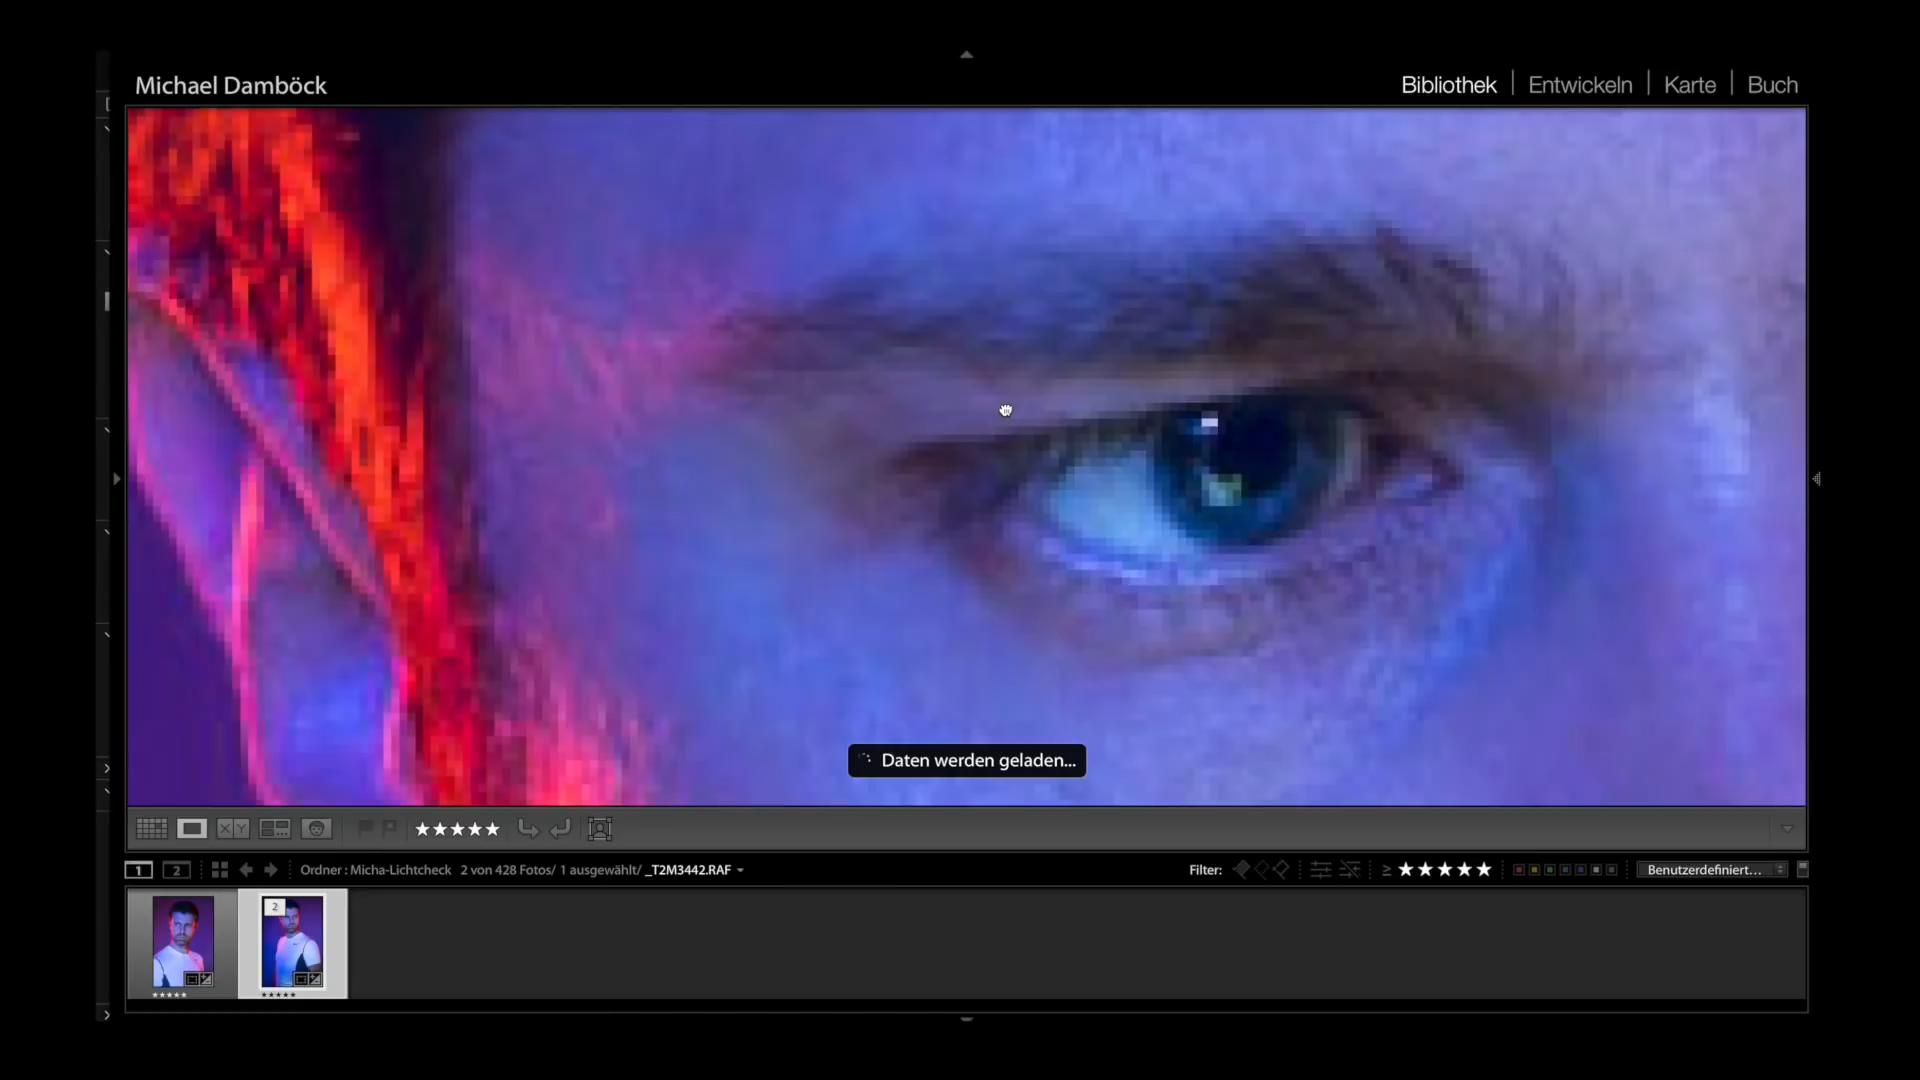 Michael Damböck
Bibliothek | Entwickeln | Karte | Buch
Daten werden geladen...
X Y
★★★★★
1 2 Ordner : Micha-Lichtcheck 2 von 428 Fotos/ 1 ausgewählt/ _T2M3442.RAF Filter: ≥ ★★★★★ Benutzerdefiniert...
2
★★★★★ ★★★★★